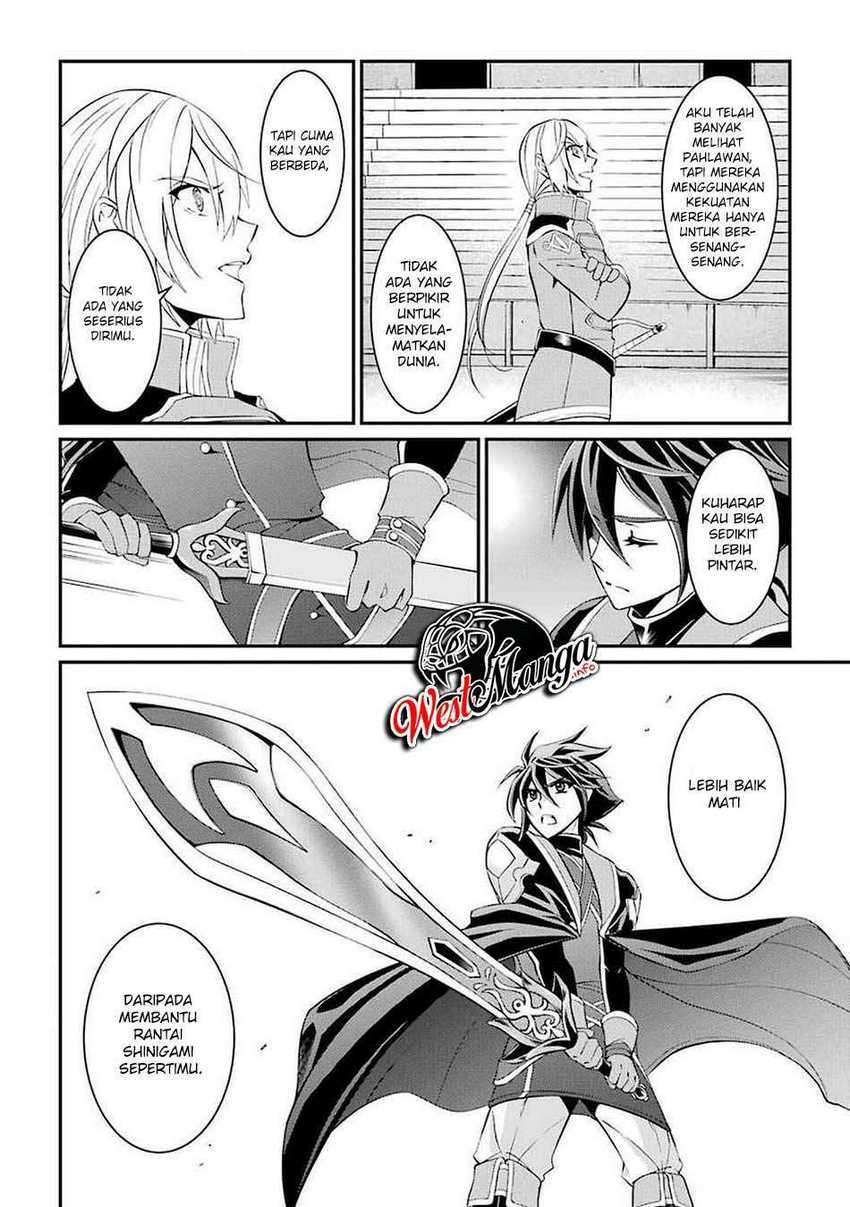 AKU TELAH
BANYAK
MELIHAT
PAHLAWAN,
TAPI MEREKA
MENGGUNAKAN
KEKUATAN
MEREKA HANYA
UNTUK BER-
SENANG-
SENANG.
TIDAK
ADA YANG
BERPIKIR
UNTUK
MENYELA-
MATKAN
DUNIA.
TAPI CUMA
KAU YANG
BERBEDA,
TIDAK
ADA YANG
SESERIUS
DIRIMU.
KUHARAP
KAU BISA
SEDIKIT
LEBIH
PINTAR.
WestManga
.info
LEBIH BAIK
MATI
DARIPADA
MEMBANTU
RANTAI
SHINIGAMI
SEPERTIMU.